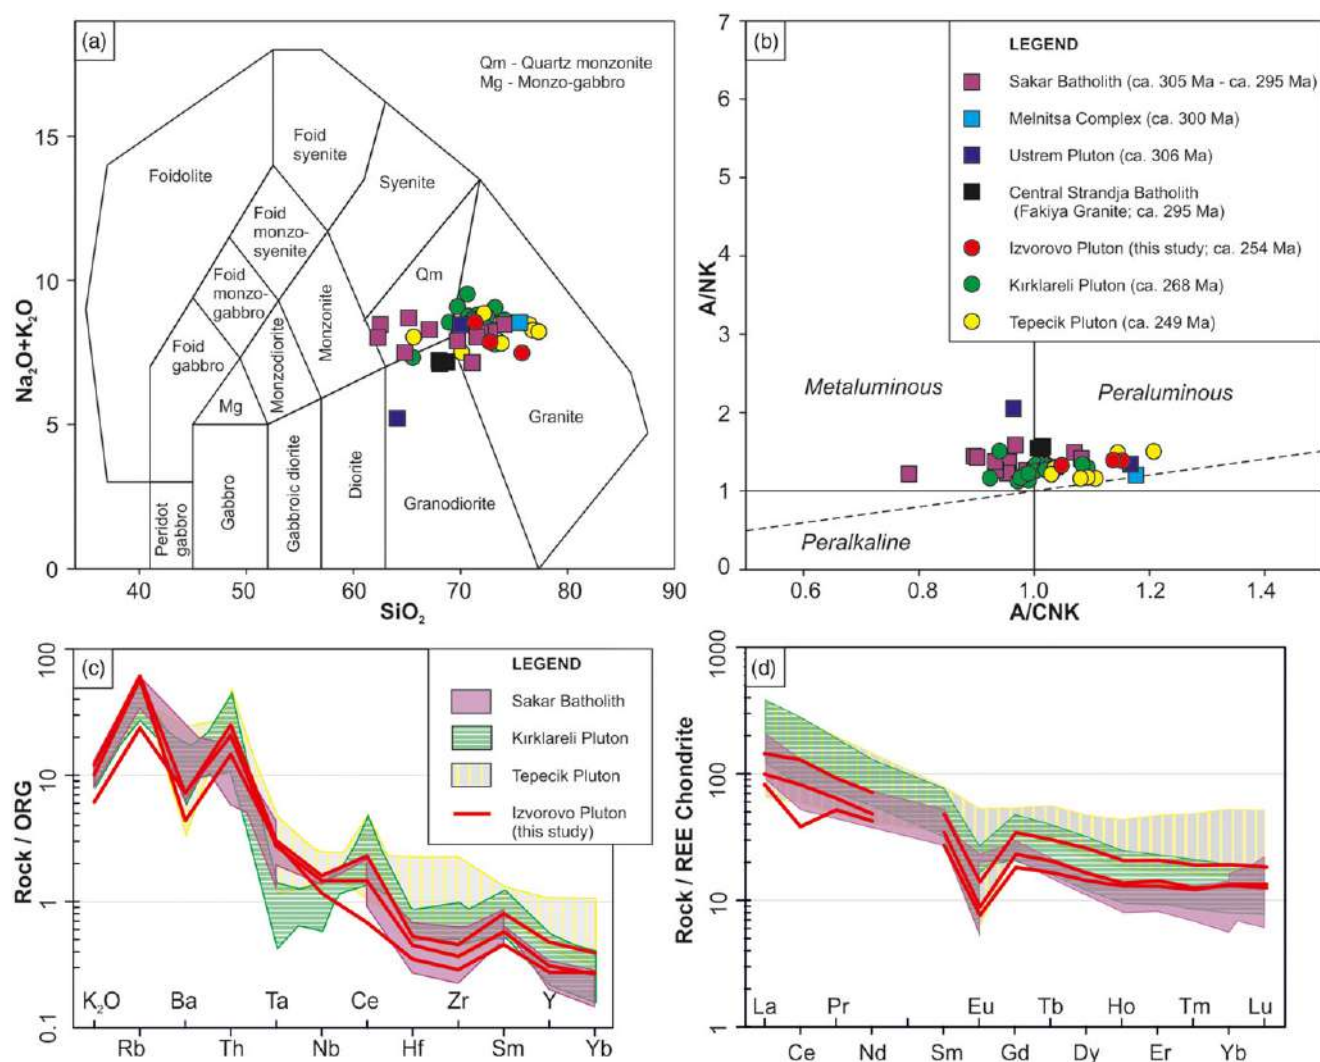 (a)
Qm - Quartz monzonite
Mg - Monzo-gabbro
Na₂O+K₂O
15
10
5
0
Foidolite
Foid
syenite
Syenite
Foid
monzo-
syenite
Foid
monzo-
gabbro
Foid
gabbro
Mg
Monzodiorite
Monzonite
Qm
Peridot
gabbro
Gabbro
Gabbroic diorite
Diorite
Granodiorite
Granite
40
50
60
70
80
90
SiO₂
(b)
A/NK
7
6
5
4
3
2
1
0
LEGEND
Sakar Batholith (ca. 305 Ma - ca. 295 Ma)
Melnitsa Complex (ca. 300 Ma)
Ustrem Pluton (ca. 306 Ma)
Central Strandja Batholith
(Fakiya Granite; ca. 295 Ma)
Izvorovo Pluton (this study; ca. 254 Ma)
Kırklareli Pluton (ca. 268 Ma)
Tepecik Pluton (ca. 249 Ma)
Metaluminous
Peraluminous
Peralkaline
0.6
0.8
1.0
1.2
1.4
A/CNK
(c)
Rock / ORG
100
10
1
0.1
LEGEND
Sakar Batholith
Kırklareli Pluton
Tepecik Pluton
Izvorovo Pluton
(this study)
K₂O
Ba
Ta
Ce
Zr
Y
Rb
Th
Nb
Hf
Sm
Yb
(d)
Rock / REE Chondrite
1000
100
10
1
La
Pr
Eu
Tb
Ho
Tm
Lu
Ce
Nd
Sm
Gd
Dy
Er
Yb